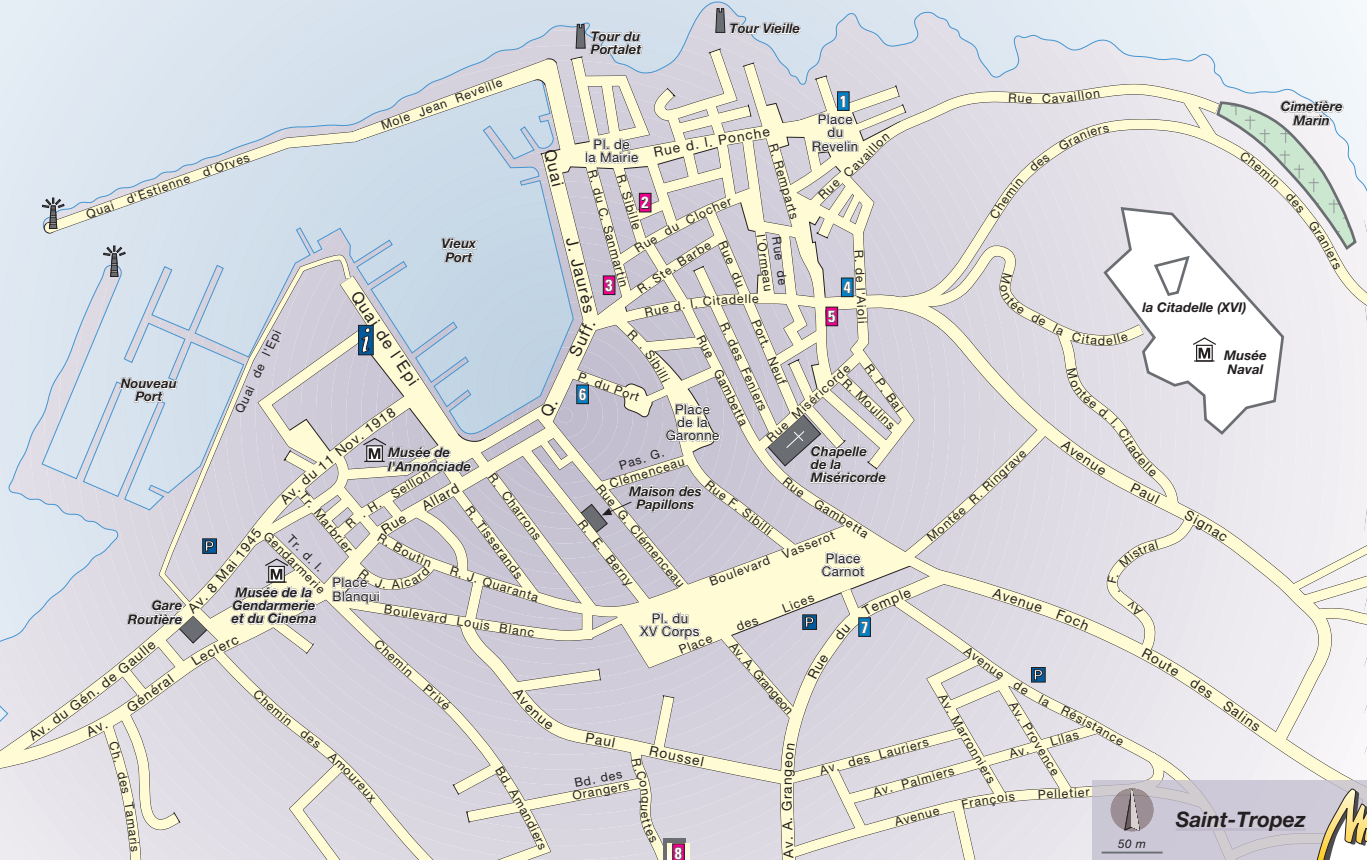 Tour du
Portalet
Tour Vieille
1
Place
du
Revelin
Rue Cavaillon
Cimetière
Marin
Mole Jean Reveille
Quai d'Estienne d'Orves
Pl. de
la Mairie
Rue d. l. Ponche
R. Remparts
Rue Cavaillon
Chemin des Graniers
Chemin des Graniers
Quai J. Jaurès
R. du C. Sanmartin
R. Sibille
2
Rue du Clocher
R. Ste. Barbe
Rue du Port. Neuf
Rue de l'Ormeau
R. de l'Aioli
Vieux
Port
3
4
5
Rue d. l. Citadelle
la Citadelle (XVI)
M
Musée
Naval
Montée de la Citadelle
Montée d. l. Citadelle
Quai de l'Epi
Quai de l'Epi
i
Nouveau
Port
Q. Suff.
6
P. du Port
R. Sibilli
Rue Gambetta
R. des Feniers
Rue Miséricorde
R. P. Bal
R. Moulins
Place
de la
Garonne
Chapelle
de la
Miséricorde
Av. du 11 Nov. 1918
M
Musée de
l'Annonciade
Pas. G.
Clémenceau
Maison des
Papillons
Rue F. Sibilli
Rue Gambetta
Montée R. Ringrave
Avenue Paul Signac
R. H. Seillon
Rue Allard
R. Charrons
R. Tisserands
R. E. Berny
Rue G. Clémenceau
Tr. Marbrier
Tr. d. l.
Gendarmerie
P
Av. 8 Mai 1945
M
Musée de la
Gendarmerie
et du Cinema
Place
Blanqui
R. Boutin
R. J. Aicard
R. J. Quaranta
Boulevard Louis Blanc
Boulevard Vasserot
Place
Carnot
Pl. du
XV Corps
Place des Lices
P
7
Rue du Temple
Av. F. Mistral
Avenue Foch
Route des Salins
Gare
Routière
Av. du Gén. de Gaulle
Av. Général Leclerc
Chemin Privé
Chemin des Amoureux
Ch. des Tamaris
Avenue Paul Roussel
Av. A. Grangeon
Av. A. Grangeon
Avenue de la Résistance
P
Av. Marronniers
Av. Provence
Av. Lilas
Av. des Lauriers
Av. Palmiers
Avenue François Pelletier
Bd. Amandiers
Bd. des
Orangers
R. Conquettes
8
Saint-Tropez
50 m